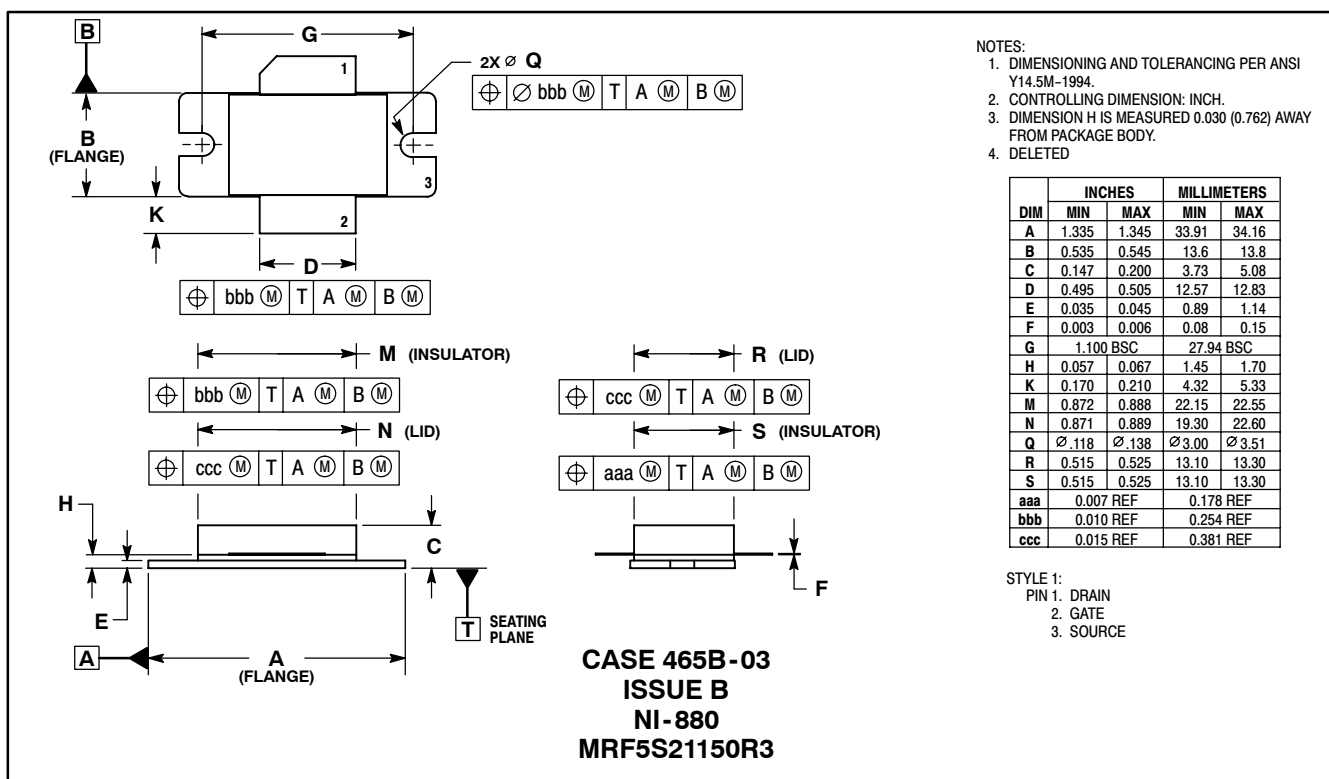 B
G
1
2X ⌀ Q
⌖ ⌀ bbb Ⓜ T A Ⓜ B Ⓜ
B
(FLANGE)
3
K
2
D
⌖ bbb Ⓜ T A Ⓜ B Ⓜ
M (INSULATOR)
⌖ bbb Ⓜ T A Ⓜ B Ⓜ
N (LID)
⌖ ccc Ⓜ T A Ⓜ B Ⓜ
R (LID)
⌖ ccc Ⓜ T A Ⓜ B Ⓜ
S (INSULATOR)
⌖ aaa Ⓜ T A Ⓜ B Ⓜ
H
C
E
F
T SEATING
PLANE
A
A
(FLANGE)
CASE 465B-03
ISSUE B
NI-880
MRF5S21150R3
NOTES:
1. DIMENSIONING AND TOLERANCING PER ANSI
Y14.5M-1994.
2. CONTROLLING DIMENSION: INCH.
3. DIMENSION H IS MEASURED 0.030 (0.762) AWAY
FROM PACKAGE BODY.
4. DELETED
INCHES MILLIMETERS
DIM MIN MAX MIN MAX
A 1.335 1.345 33.91 34.16
B 0.535 0.545 13.6 13.8
C 0.147 0.200 3.73 5.08
D 0.495 0.505 12.57 12.83
E 0.035 0.045 0.89 1.14
F 0.003 0.006 0.08 0.15
G 1.100 BSC 27.94 BSC
H 0.057 0.067 1.45 1.70
K 0.170 0.210 4.32 5.33
M 0.872 0.888 22.15 22.55
N 0.871 0.889 19.30 22.60
Q ⌀ .118 ⌀ .138 ⌀ 3.00 ⌀ 3.51
R 0.515 0.525 13.10 13.30
S 0.515 0.525 13.10 13.30
aaa 0.007 REF 0.178 REF
bbb 0.010 REF 0.254 REF
ccc 0.015 REF 0.381 REF
STYLE 1:
PIN 1. DRAIN
2. GATE
3. SOURCE